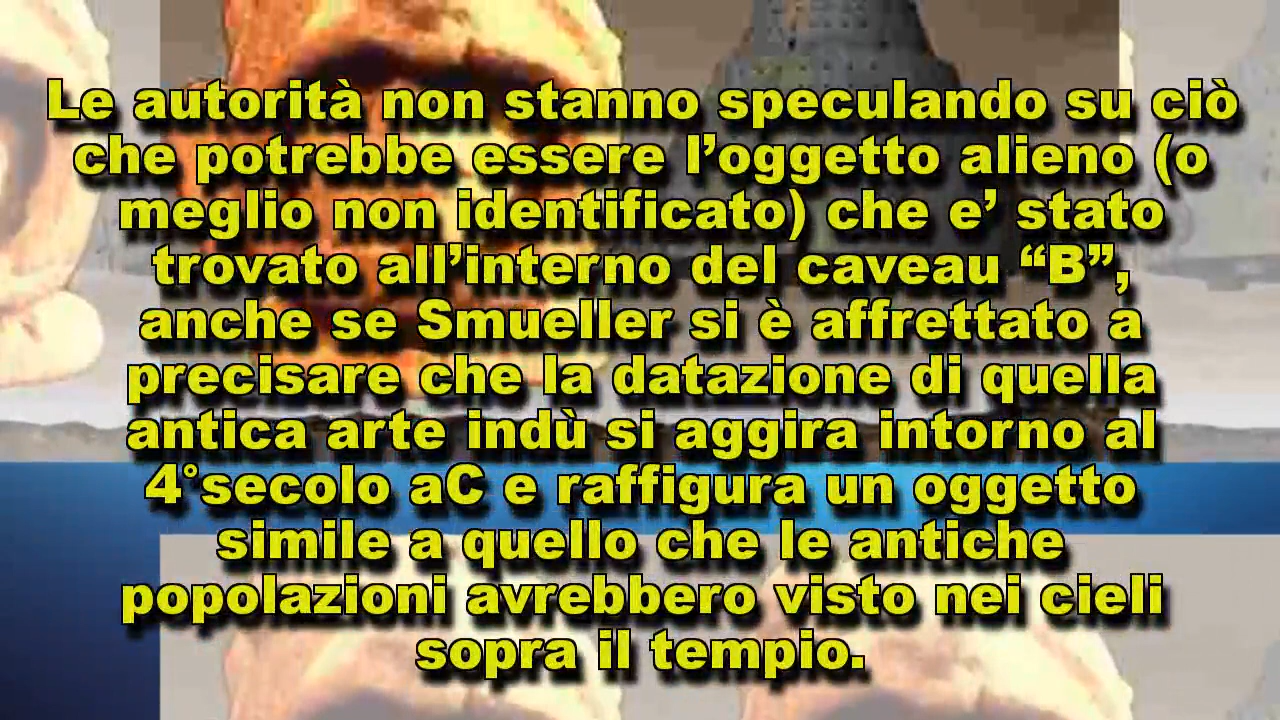 Le autorità non stanno speculando su ciò
che potrebbe essere l’oggetto alieno (o
meglio non identificato) che e’ stato
trovato all’interno del caveau “B”,
anche se Smueller si è affrettato a
precisare che la datazione di quella
antica arte indù si aggira intorno al
4°secolo aC e raffigura un oggetto
simile a quello che le antiche
popolazioni avrebbero visto nei cieli
sopra il tempio.